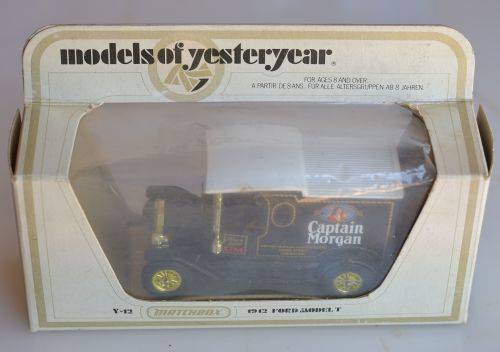 models of yesteryear®
FOR AGES 8 AND OVER.
A PARTIR DE 8 ANS. FÜR ALLE ALTERSGRUPPEN AB 8 JAHREN.
Captain
Morgan
RUM
Y-12 MATCHBOX 1912 FORD MODEL T